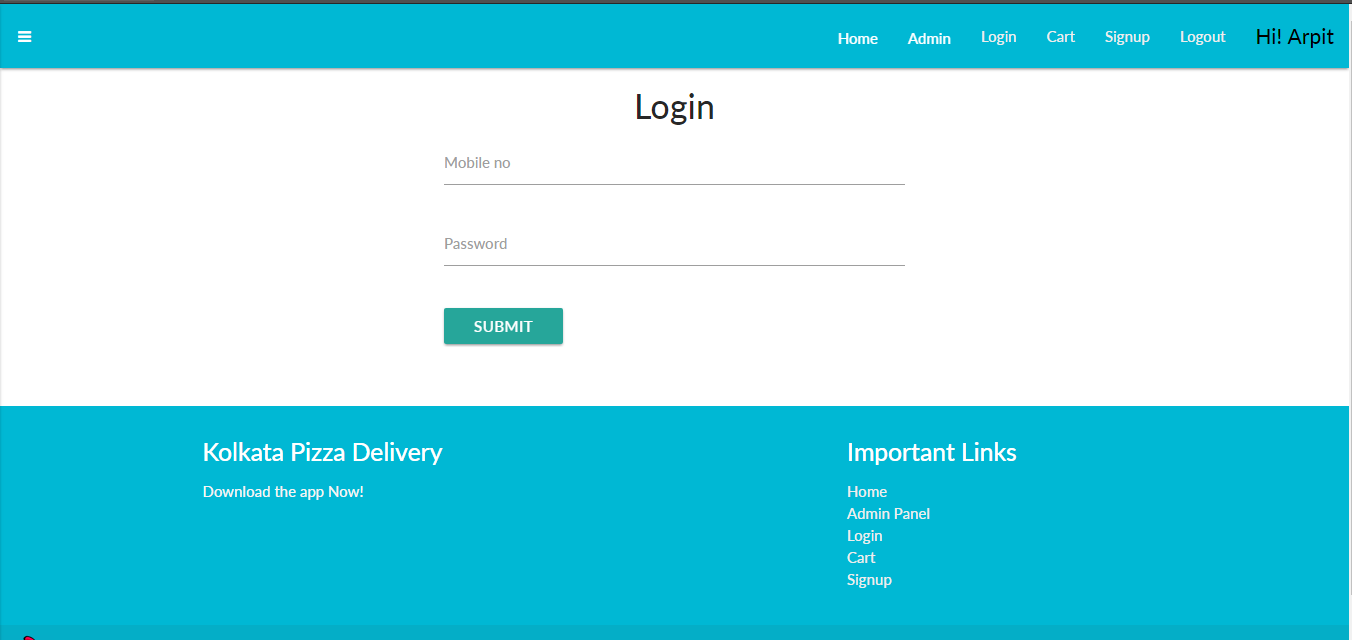 Home Admin Login Cart Signup Logout Hi! Arpit
Login
Mobile no
Password
SUBMIT
Kolkata Pizza Delivery
Download the app Now!
Important Links
Home
Admin Panel
Login
Cart
Signup